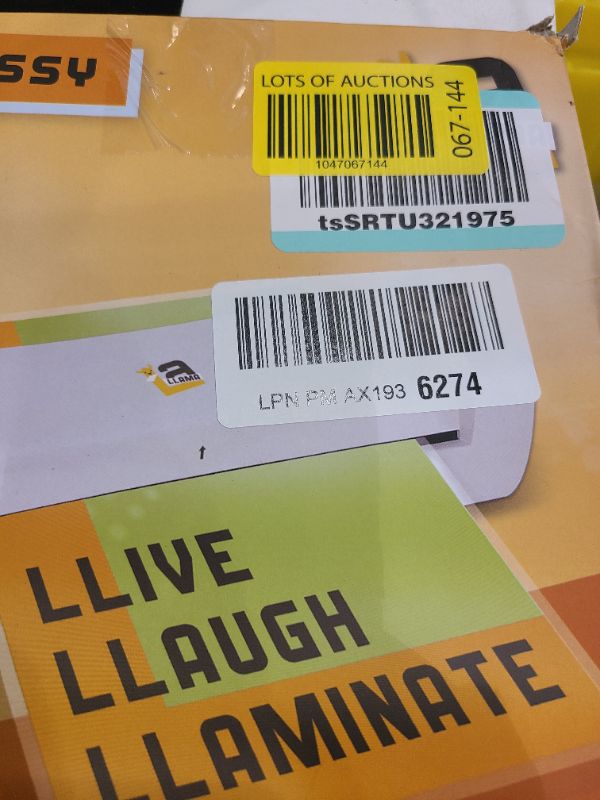 SSY
LOTS OF AUCTIONS
067-144
1047067144
tsSRTU321975
LPN PM AX193 6274
a
LLAMA
LLIVE
LLAUGH
LLAMINATE